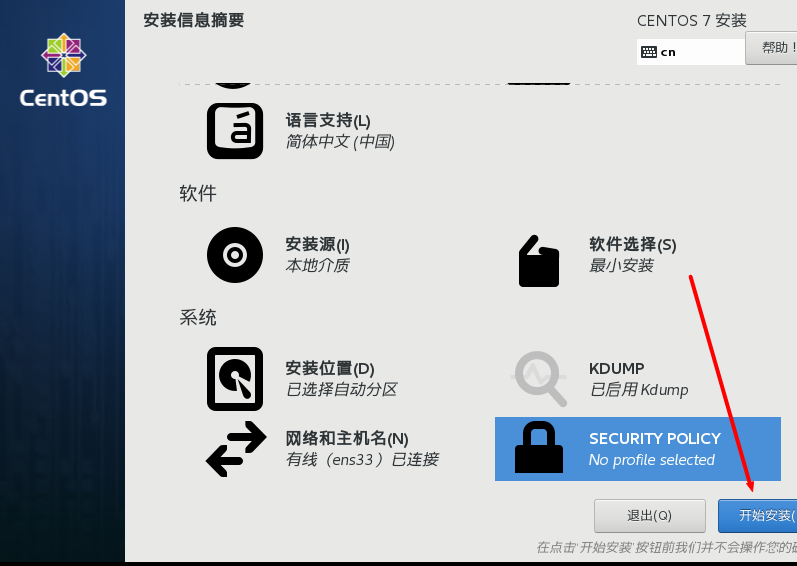 安装信息摘要
CENTOS 7 安装
cn
帮助!
CentOS
语言支持(L)
简体中文 (中国)
软件
安装源(I)
本地介质
软件选择(S)
最小安装
系统
安装位置(D)
已选择自动分区
KDUMP
已启用 Kdump
网络和主机名(N)
有线（ens33）已连接
SECURITY POLICY
No profile selected
退出(Q)
开始安装(
在点击‘开始安装’按钮前我们并不会操作您的